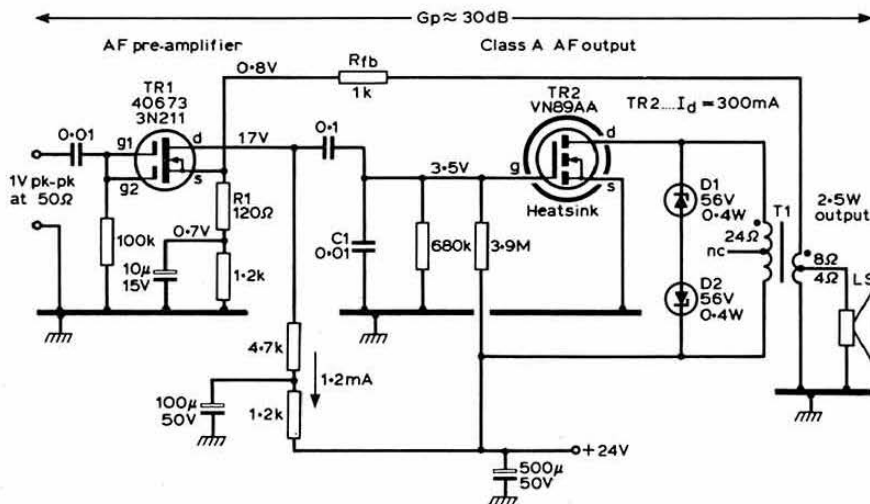 Gp≈30dB
AF pre-amplifier
Class A AF output
0·8V
Rfb
1k
TR1
40673
3N211
TR2
VN89AA
TR2....Id = 300mA
0·01
g1
d
17V
0·1
g2
s
3·5V
g
d
s
Heatsink
1V pk-pk
at 50Ω
R1
120Ω
0·7V
100k
10μ
15V
1·2k
C1
0·01
680k
3·9M
D1
56V
0·4W
D2
56V
0·4W
T1
24Ω
nc
2·5W
output
8Ω
4Ω
LS
4·7k
1·2mA
100μ
50V
1·2k
+24V
500μ
50V